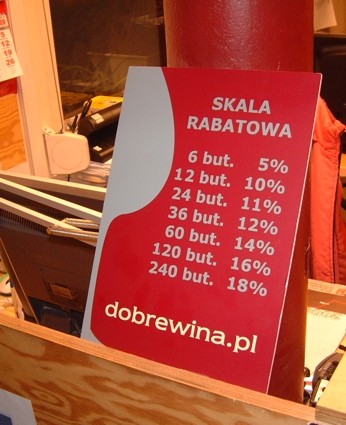 SKALA
RABATOWA
6 but. 5%
12 but. 10%
24 but. 11%
36 but. 12%
60 but. 14%
120 but. 16%
240 but. 18%
dobrewina.pl